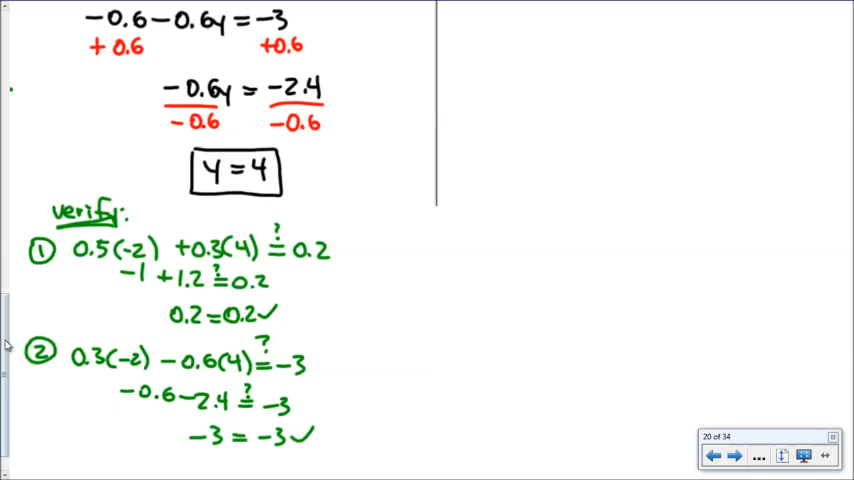 -0.6 - 0.6y = -3
+ 0.6 +0.6
-0.6y = -2.4
-0.6 -0.6
y = 4
verify:
① 0.5(-2) +0.3(4) ≟ 0.2
-1 +1.2 ≟ 0.2
0.2 = 0.2 ✓
② 0.3(-2) - 0.6(4) ≟ -3
-0.6 - 2.4 ≟ -3
-3 = -3 ✓
20 of 34
...